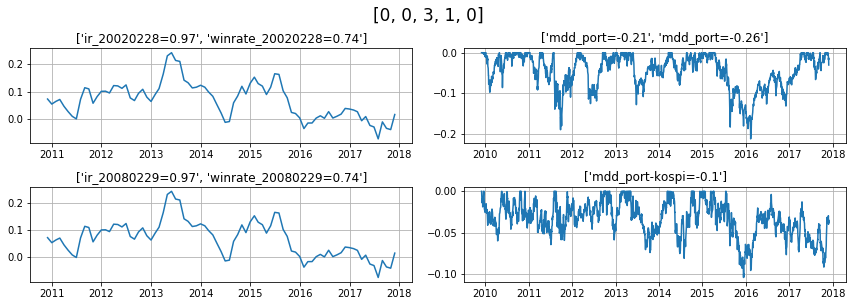 [0, 0, 3, 1, 0]
['ir_20020228=0.97', 'winrate_20020228=0.74']
0.2
0.1
0.0
2011 2012 2013 2014 2015 2016 2017 2018
['mdd_port=-0.21', 'mdd_port=-0.26']
0.0
−0.1
−0.2
2010 2011 2012 2013 2014 2015 2016 2017 2018
['ir_20080229=0.97', 'winrate_20080229=0.74']
0.2
0.1
0.0
2011 2012 2013 2014 2015 2016 2017 2018
['mdd_port-kospi=-0.1']
0.00
−0.05
−0.10
2010 2011 2012 2013 2014 2015 2016 2017 2018